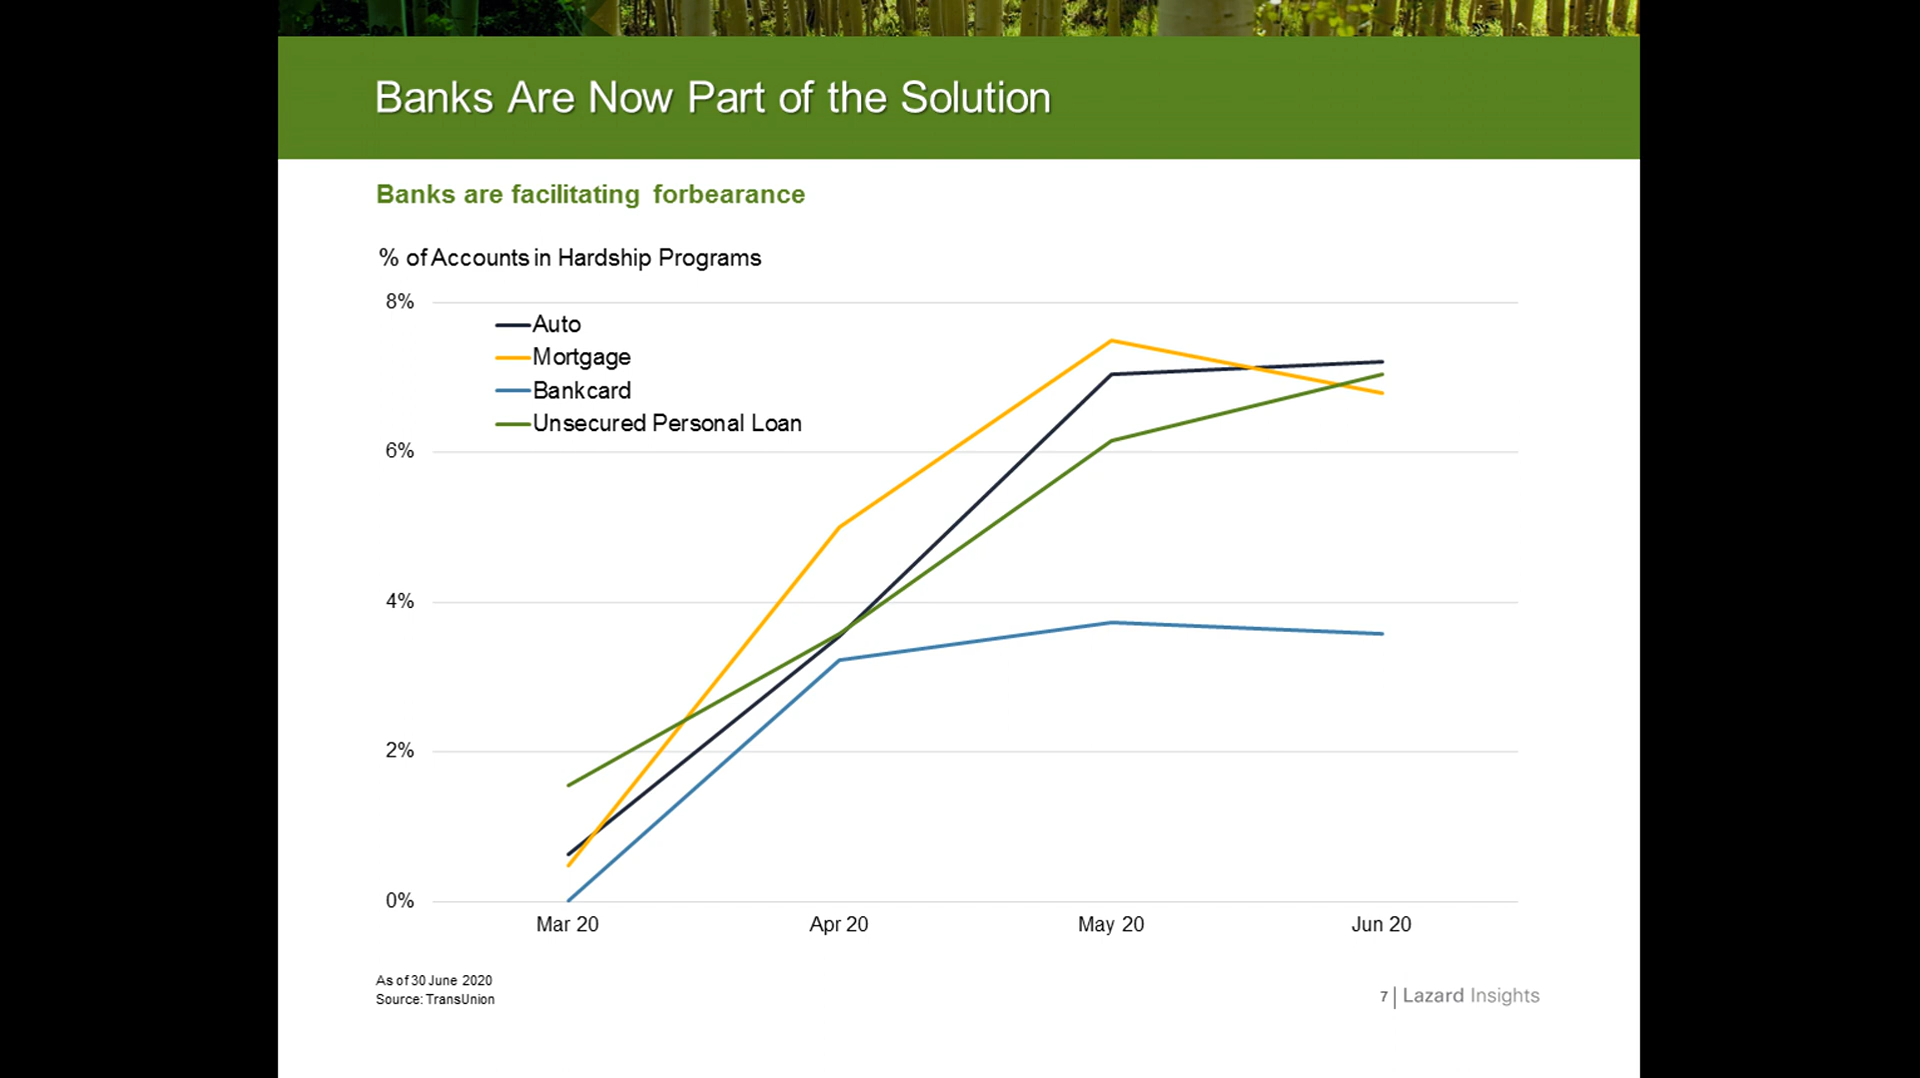 Banks Are Now Part of the Solution
Banks are facilitating forbearance
% of Accounts in Hardship Programs
8%
Auto
Mortgage
Bankcard
Unsecured Personal Loan
6%
4%
2%
0%
Mar 20
Apr 20
May 20
Jun 20
As of 30 June 2020
Source: TransUnion
7 | Lazard Insights